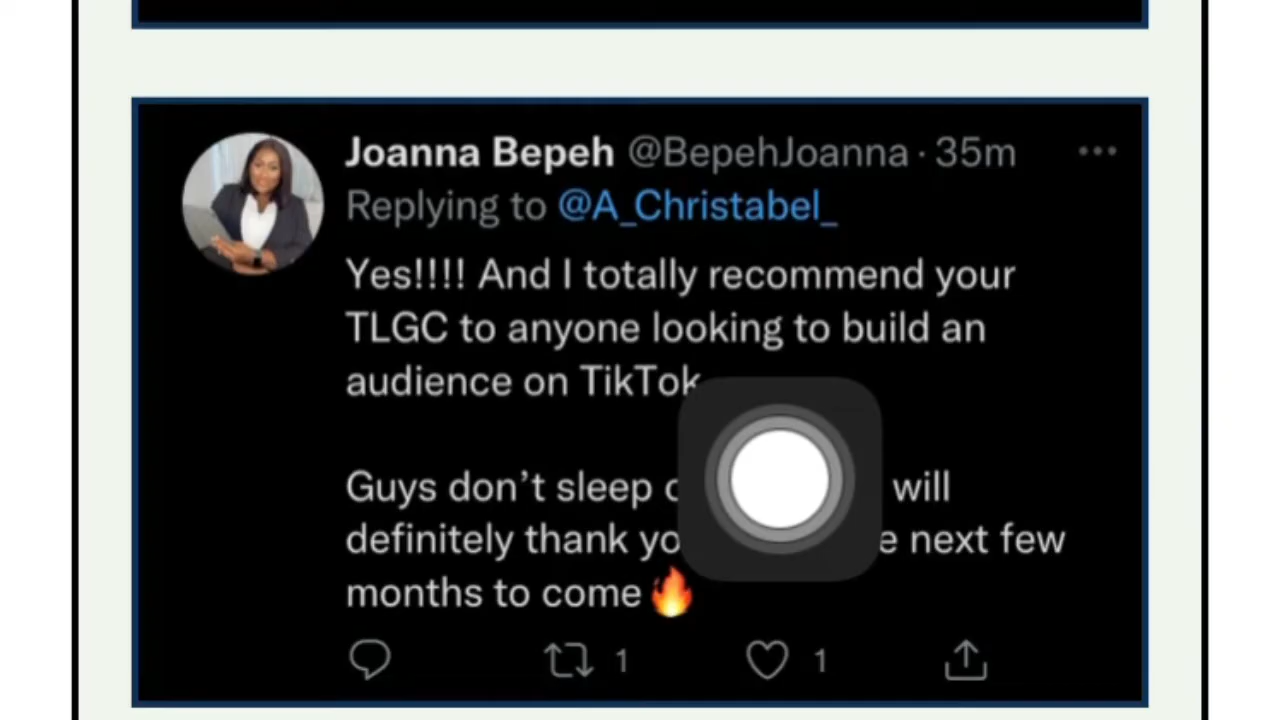 Joanna Bepeh @BepehJoanna · 35m
Replying to @A_Christabel_
Yes!!!! And I totally recommend your
TLGC to anyone looking to build an
audience on TikTok
Guys don’t sleep will
definitely thank next few
months to come 🔥
1 1